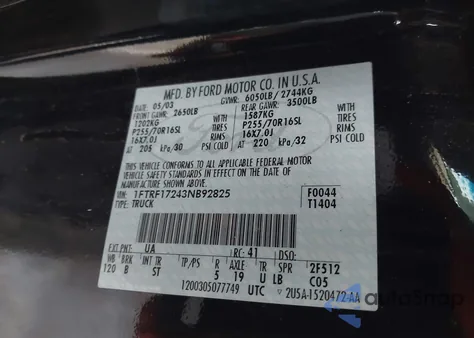 MFD. BY FORD MOTOR CO. IN U.S.A.
DATE: 05/03 GVWR: 6050LB / 2744KG
FRONT GAWR: 2650LB REAR GAWR: 3500LB
1202KG 1587KG
P255/70R16SL TIRES P255/70R16SL TIRES
16X7.0J RIMS 16X7.0J RIMS
AT 205 kPa/30 PSI COLD AT 220 kPa/32 PSI COLD
THIS VEHICLE CONFORMS TO ALL APPLICABLE FEDERAL MOTOR
VEHICLE SAFETY STANDARDS IN EFFECT ON THE DATE OF MANUFACTURE
SHOWN ABOVE.
VIN: 1FTRF17243NB92825 F0044
TYPE: TRUCK T1404
EXT PNT: UA RC: 41 DSO:
WB BRK INT TR TP/PS R AXLE TR SPR 2F512
120 B ST 5 19 U LB C05
1200305077749 UTC 2U5A-1520472-AA
autoSnap